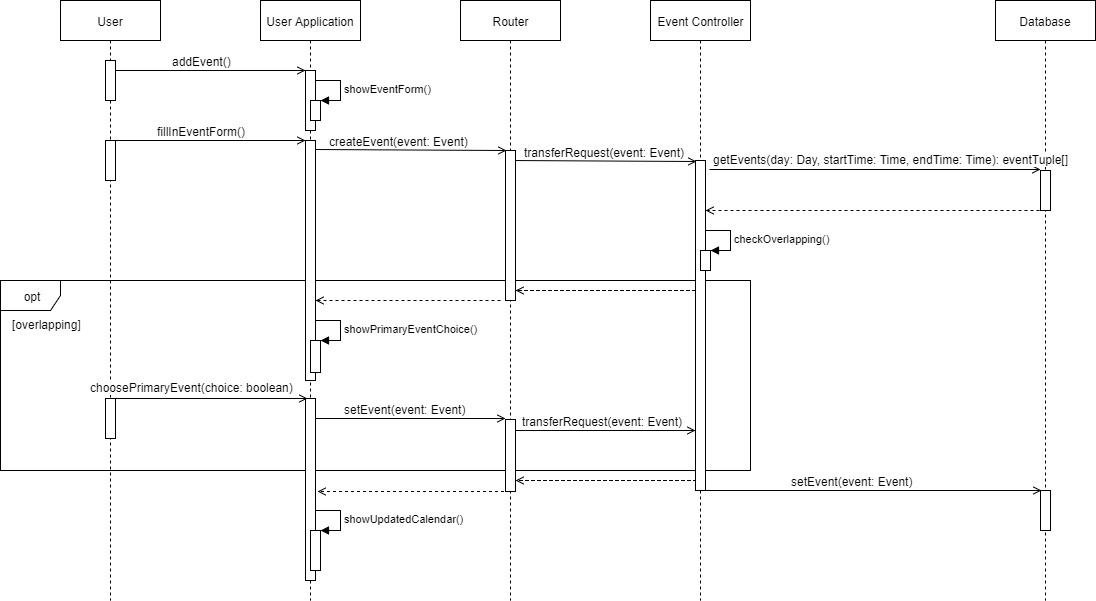 User
User Application
Router
Event Controller
Database
addEvent()
showEventForm()
fillInEventForm()
createEvent(event: Event)
transferRequest(event: Event)
getEvents(day: Day, startTime: Time, endTime: Time): eventTuple[]
checkOverlapping()
opt
[overlapping]
showPrimaryEventChoice()
choosePrimaryEvent(choice: boolean)
setEvent(event: Event)
transferRequest(event: Event)
setEvent(event: Event)
showUpdatedCalendar()